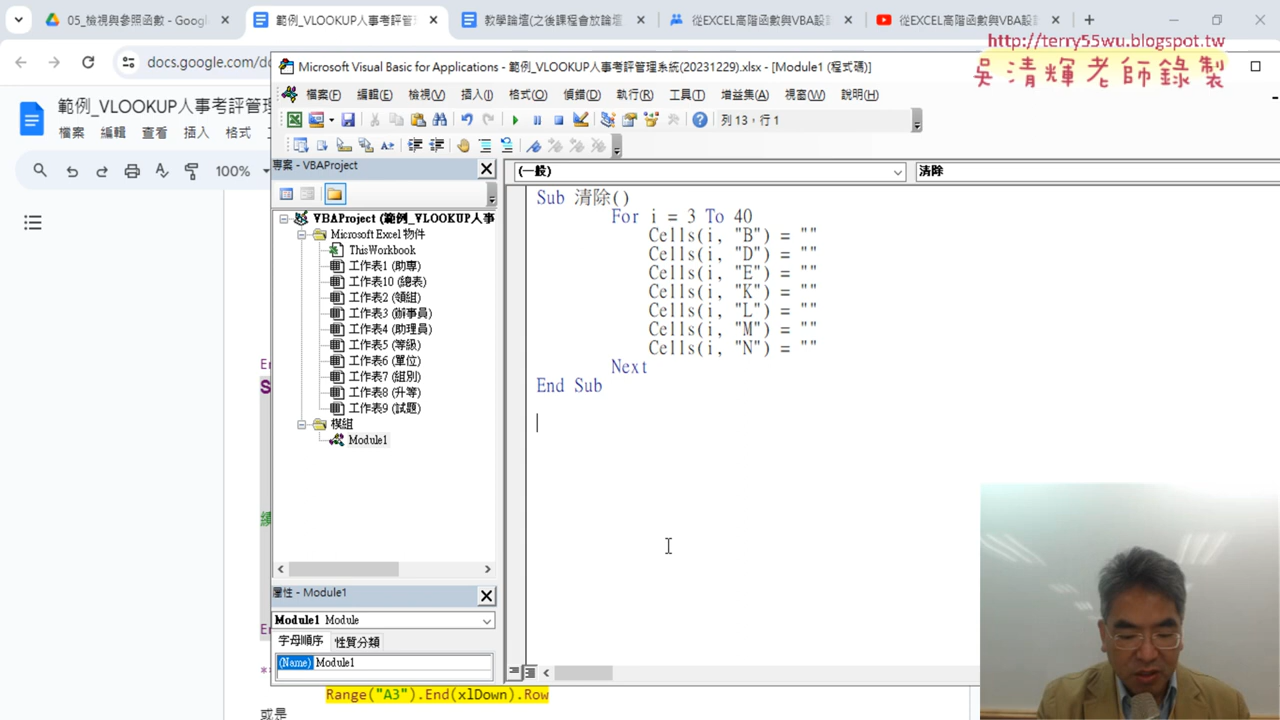 05_檢視與參照函數 - Google
範例_VLOOKUP人事考評管
教學論壇(之後課程會放論壇
從EXCEL高階函數與VBA設
從EXCEL高階函數與VBA設
http://terry55wu.blogspot.tw
吳清輝老師錄製
docs.google.com/do
範例_VLOOKUP人事考評管理
檔案 編輯 查看 插入 格式
100%
Microsoft Visual Basic for Applications - 範例_VLOOKUP人事考評管理系統(20231229).xlsx - [Module1 (程式碼)]
檔案(F) 編輯(E) 檢視(V) 插入(I) 格式(O) 偵錯(D) 執行(R) 工具(T) 增益集(A) 視窗(W) 說明(H)
列 13，行 1
專案 - VBAProject
(一般)
清除
VBAProject (範例_VLOOKUP人事
Microsoft Excel 物件
ThisWorkbook
工作表1 (助專)
工作表10 (總表)
工作表2 (領組)
工作表3 (辦事員)
工作表4 (助理員)
工作表5 (等級)
工作表6 (單位)
工作表7 (組別)
工作表8 (升等)
工作表9 (試題)
模組
Module1
Sub 清除()
For i = 3 To 40
Cells(i, "B") = ""
Cells(i, "D") = ""
Cells(i, "E") = ""
Cells(i, "K") = ""
Cells(i, "L") = ""
Cells(i, "M") = ""
Cells(i, "N") = ""
Next
End Sub
屬性 - Module1
Module1 Module
字母順序 性質分類
(Name) Module1
Range("A3").End(xlDown).Row
或是